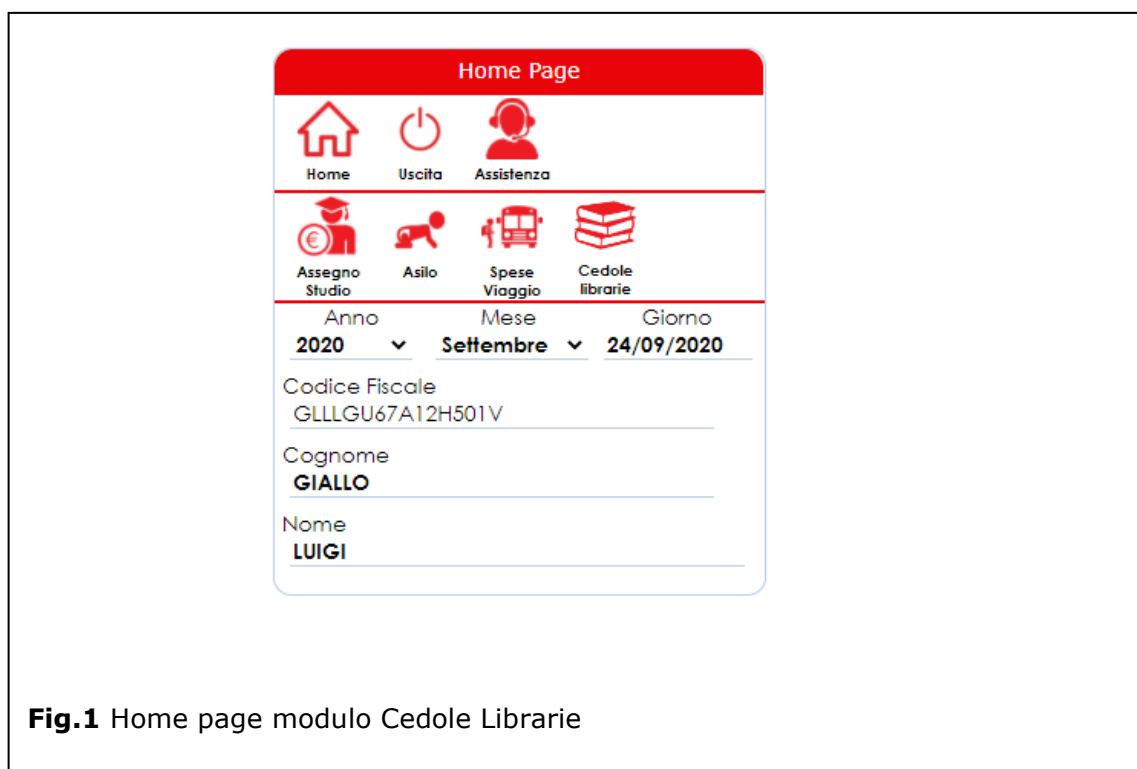 Home Page
Home Uscita Assistenza
Assegno Studio Asilo Spese Viaggio Cedole librarie
Anno Mese Giorno
2020 Settembre 24/09/2020
Codice Fiscale
GLLLGU67A12H501V
Cognome
GIALLO
Nome
LUIGI
Fig.1 Home page modulo Cedole Librarie